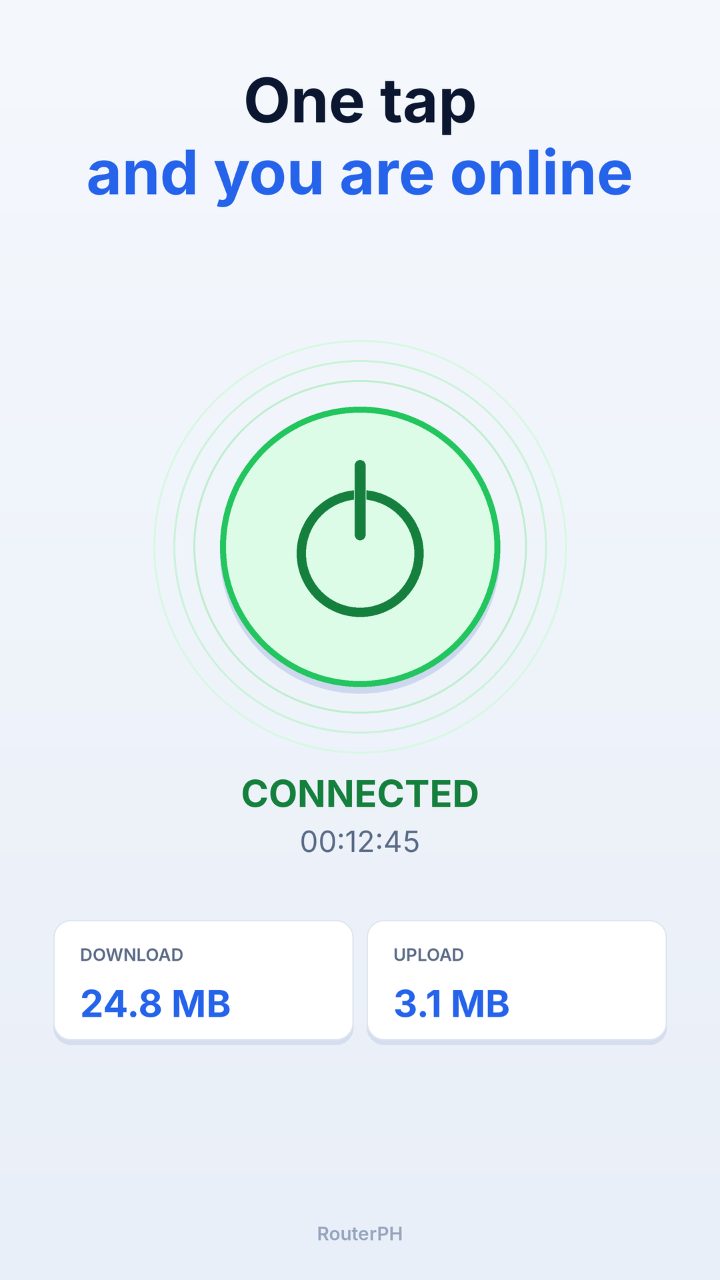 One tap
and you are online
CONNECTED
00:12:45
DOWNLOAD
24.8 MB
UPLOAD
3.1 MB
RouterPH